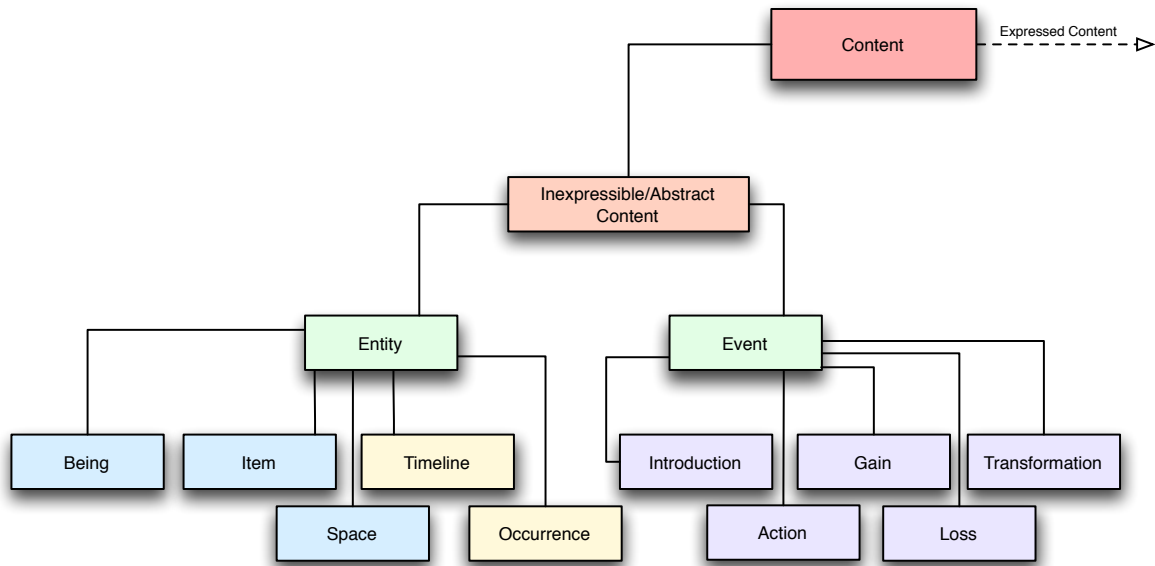 Content
Expressed Content
Inexpressible/Abstract
Content
Entity
Event
Being
Item
Timeline
Introduction
Gain
Transformation
Space
Occurrence
Action
Loss